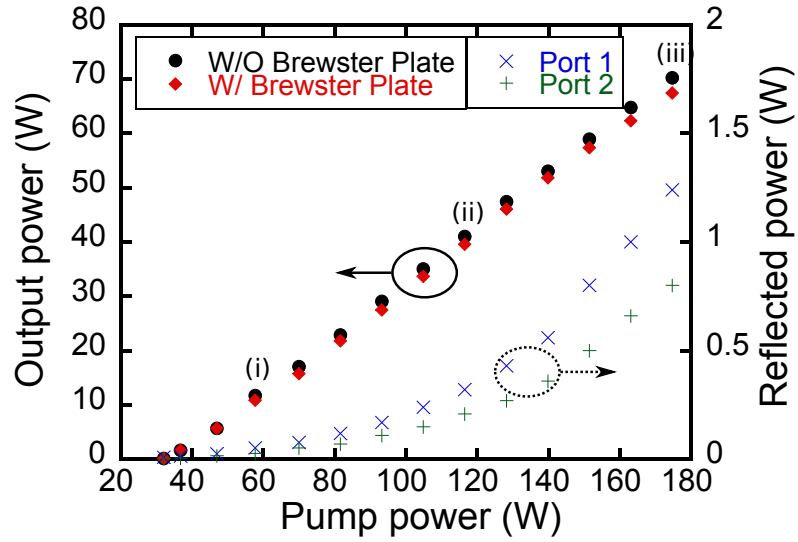 W/O Brewster Plate
W/ Brewster Plate
Port 1
Port 2
(i)
(ii)
(iii)
Output power (W)
80
70
60
50
40
30
20
10
0
Reflected power (W)
2
1.5
1
0.5
0
20 40 60 80 100 120 140 160 180
Pump power (W)